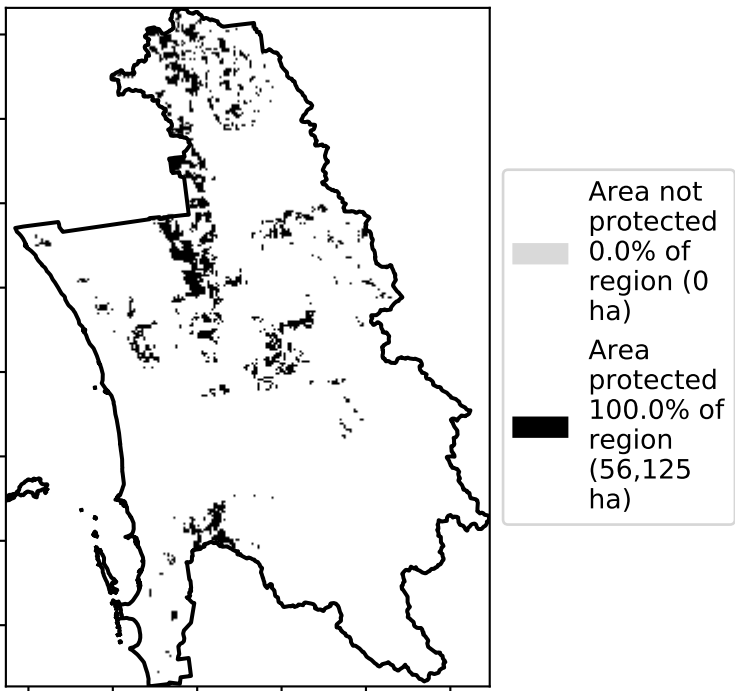 Area not
protected
0.0% of
region (0
ha)
Area
protected
100.0% of
region
(56,125
ha)